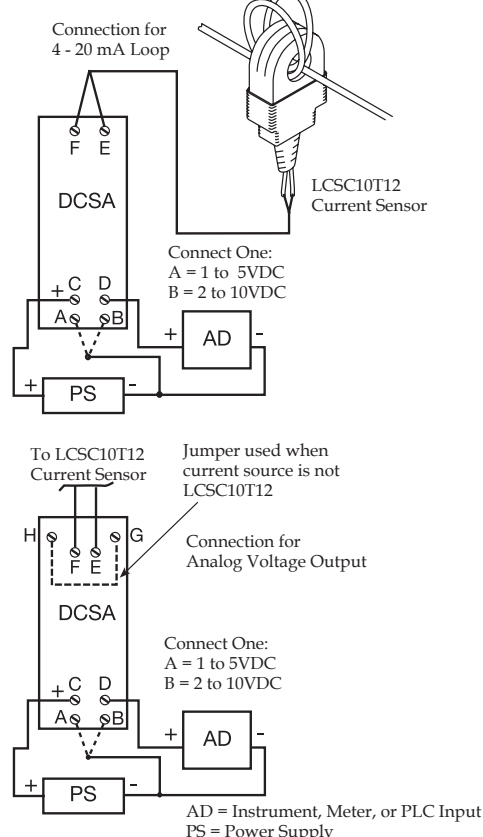 Connection for
4 - 20 mA Loop
F E
DCSA
LCSC10T12
Current Sensor
Connect One:
A = 1 to 5VDC
B = 2 to 10VDC
+ C D
A B
+ AD -
+ PS -
To LCSC10T12
Current Sensor
Jumper used when
current source is not
LCSC10T12
H G
F E
Connection for
Analog Voltage Output
DCSA
Connect One:
A = 1 to 5VDC
B = 2 to 10VDC
+ C D
A B
+ AD -
+ PS -
AD = Instrument, Meter, or PLC Input
PS = Power Supply